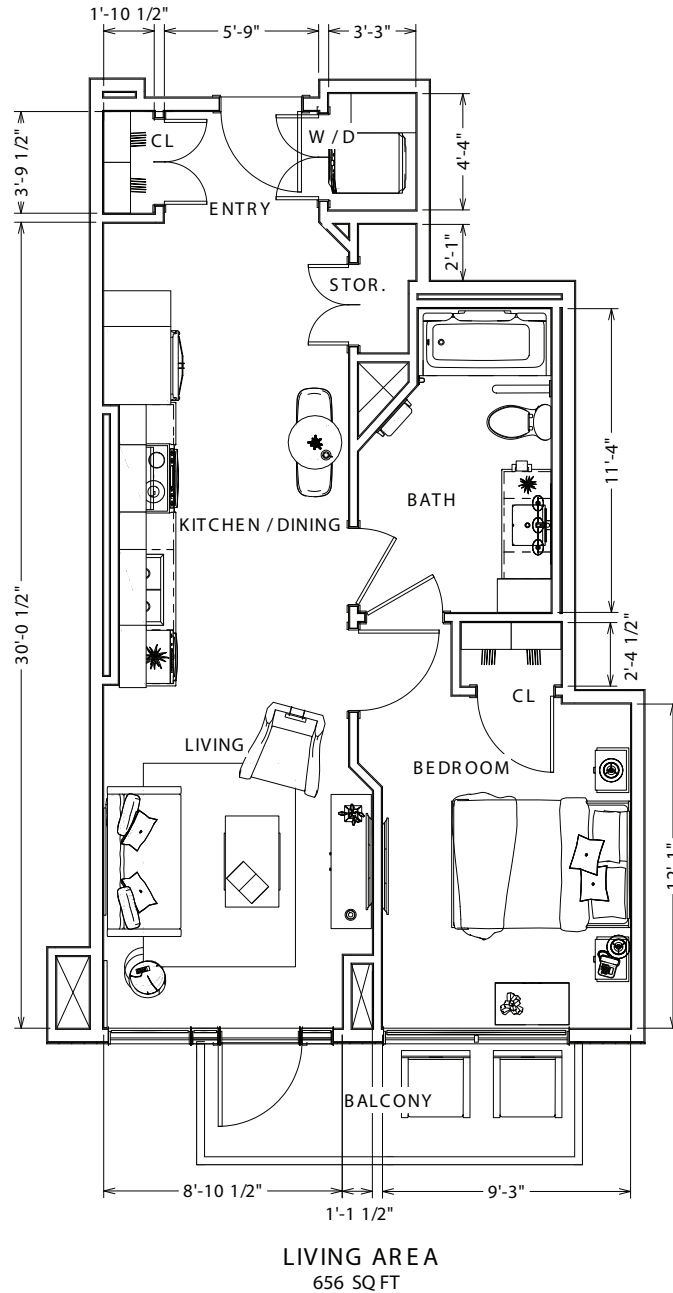 1'-10 1/2"
5'-9"
3'-3"
3'-9 1/2"
CL
W / D
4'-4"
ENTRY
2'-1"
STOR.
11'-4"
BATH
KITCHEN / DINING
30'-0 1/2"
2'-4 1/2"
CL
LIVING
BEDROOM
12'-1"
BALCONY
8'-10 1/2"
9'-3"
1'-1 1/2"
LIVING AREA
656 SQ FT